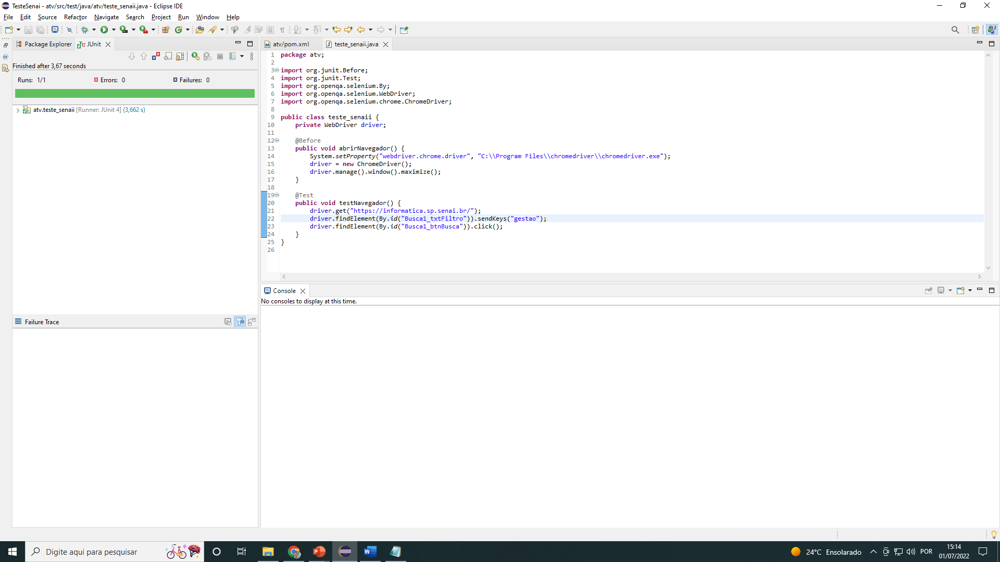 TesteSenai - atv/src/test/java/atv/teste_senaii.java - Eclipse IDE
File Edit Source Refactor Navigate Search Project Run Window Help
Package Explorer
JUnit
Finished after 3,67 seconds
Runs: 1/1
Errors: 0
Failures: 0
atv.teste_senaii [Runner: JUnit 4] (3,662 s)
Failure Trace
atv/pom.xml
teste_senaii.java
1 package atv;
2
3 import org.junit.Before;
4 import org.junit.Test;
5 import org.openqa.selenium.By;
6 import org.openqa.selenium.WebDriver;
7 import org.openqa.selenium.chrome.ChromeDriver;
8
9 public class teste_senaii {
10 private WebDriver driver;
11
12 @Before
13 public void abrirNavegador() {
14 System.setProperty("webdriver.chrome.driver", "C:\\Program Files\\chromedriver\\chromedriver.exe");
15 driver = new ChromeDriver();
16 driver.manage().window().maximize();
17 }
18
19 @Test
20 public void testNavegador() {
21 driver.get("https://informatica.sp.senai.br/");
22 driver.findElement(By.id("Busca1_txtFiltro")).sendKeys("gestao");
23 driver.findElement(By.id("Busca1_btnBusca")).click();
24 }
25 }
26
Console
No consoles to display at this time.
Digite aqui para pesquisar
24°C Ensolarado
POR
15:14
01/07/2022